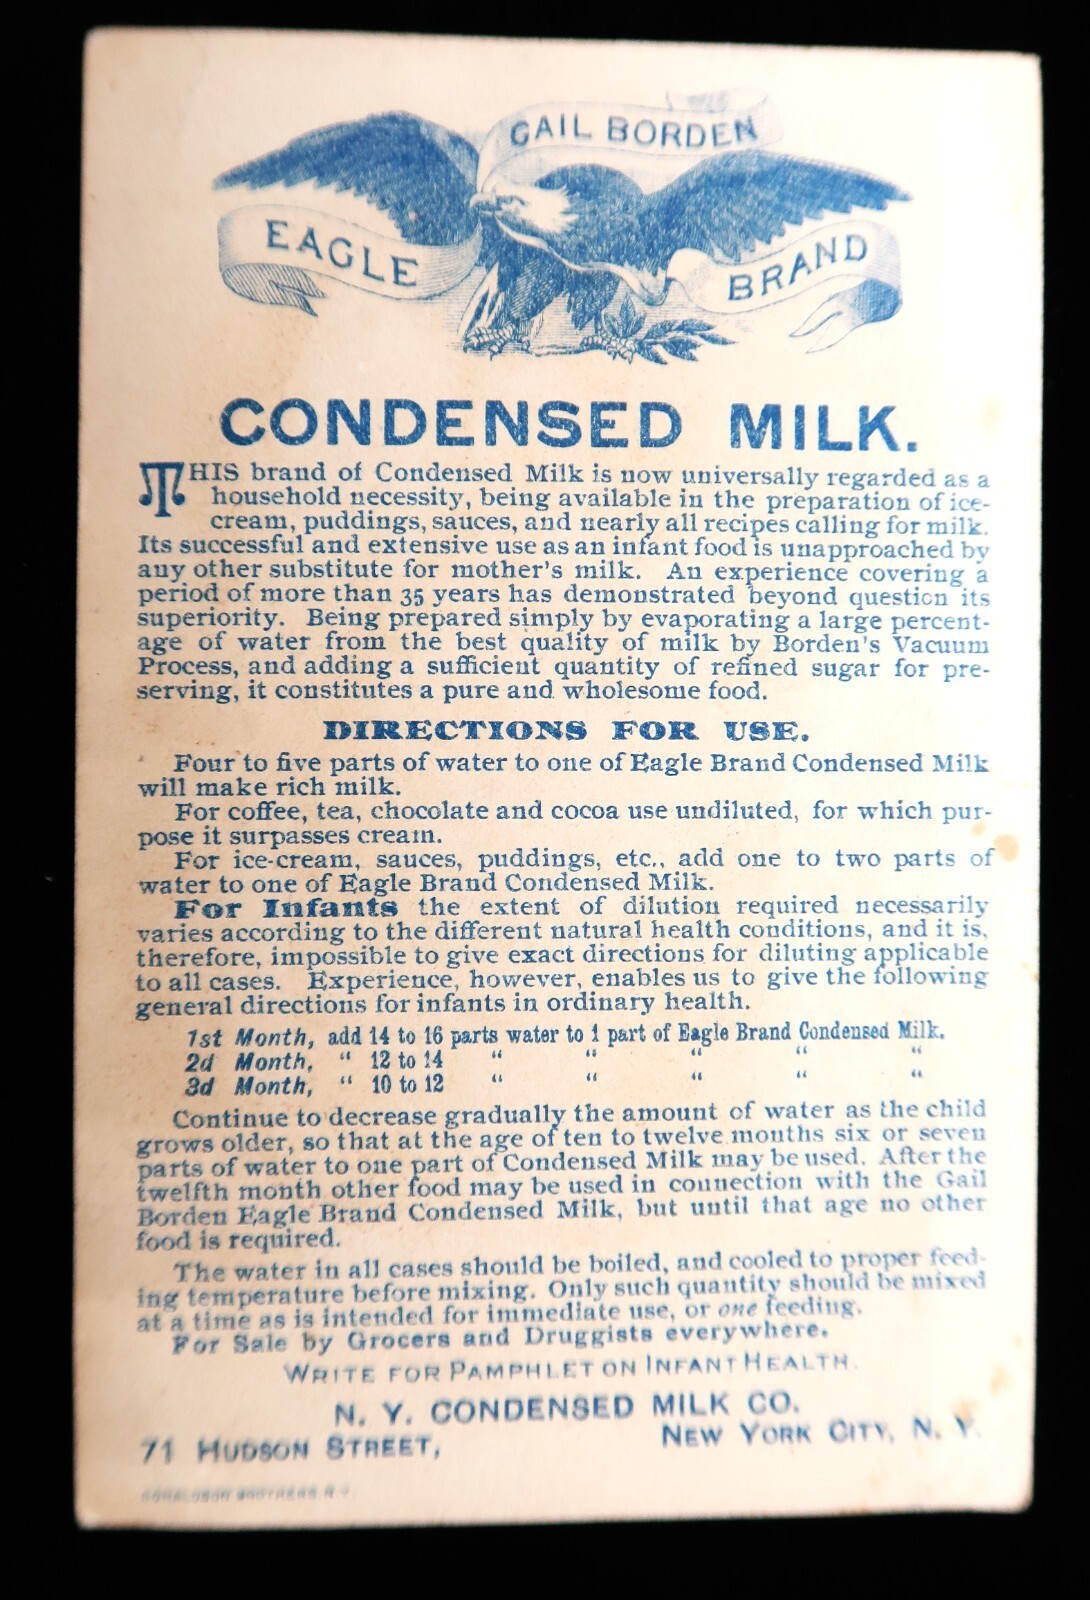 GAIL BORDEN
EAGLE BRAND
CONDENSED MILK.
THIS brand of Condensed Milk is now universally regarded as a
household necessity, being available in the preparation of ice-
cream, puddings, sauces, and nearly all recipes calling for milk.
Its successful and extensive use as an infant food is unapproached by
any other substitute for mother's milk. An experience covering a
period of more than 35 years has demonstrated beyond question its
superiority. Being prepared simply by evaporating a large percent-
age of water from the best quality of milk by Borden's Vacuum
Process, and adding a sufficient quantity of refined sugar for pre-
serving, it constitutes a pure and wholesome food.
DIRECTIONS FOR USE.
Four to five parts of water to one of Eagle Brand Condensed Milk
will make rich milk.
For coffee, tea, chocolate and cocoa use undiluted, for which pur-
pose it surpasses cream.
For ice-cream, sauces, puddings, etc., add one to two parts of
water to one of Eagle Brand Condensed Milk.
For Infants the extent of dilution required necessarily
varies according to the different natural health conditions, and it is,
therefore, impossible to give exact directions for diluting applicable
to all cases. Experience, however, enables us to give the following
general directions for infants in ordinary health.
1st Month, add 14 to 16 parts water to 1 part of Eagle Brand Condensed Milk.
2d Month, " 12 to 14 " " " " "
3d Month, " 10 to 12 " " " " "
Continue to decrease gradually the amount of water as the child
grows older, so that at the age of ten to twelve months six or seven
parts of water to one part of Condensed Milk may be used. After the
twelfth month other food may be used in connection with the Gail
Borden Eagle Brand Condensed Milk, but until that age no other
food is required.
The water in all cases should be boiled, and cooled to proper feed-
ing temperature before mixing. Only such quantity should be mixed
at a time as is intended for immediate use, or one feeding.
For Sale by Grocers and Druggists everywhere.
WRITE FOR PAMPHLET ON INFANT HEALTH.
N. Y. CONDENSED MILK CO.
71 HUDSON STREET, NEW YORK CITY, N. Y.
DONALDSON BROTHERS, N.Y.